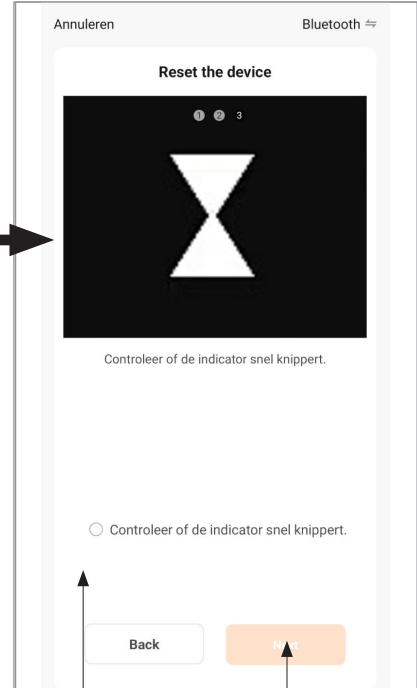 Annuleren
Bluetooth ⇋
Reset the device
1 2 3
Controleer of de indicator snel knippert.
Controleer of de indicator snel knippert.
Back